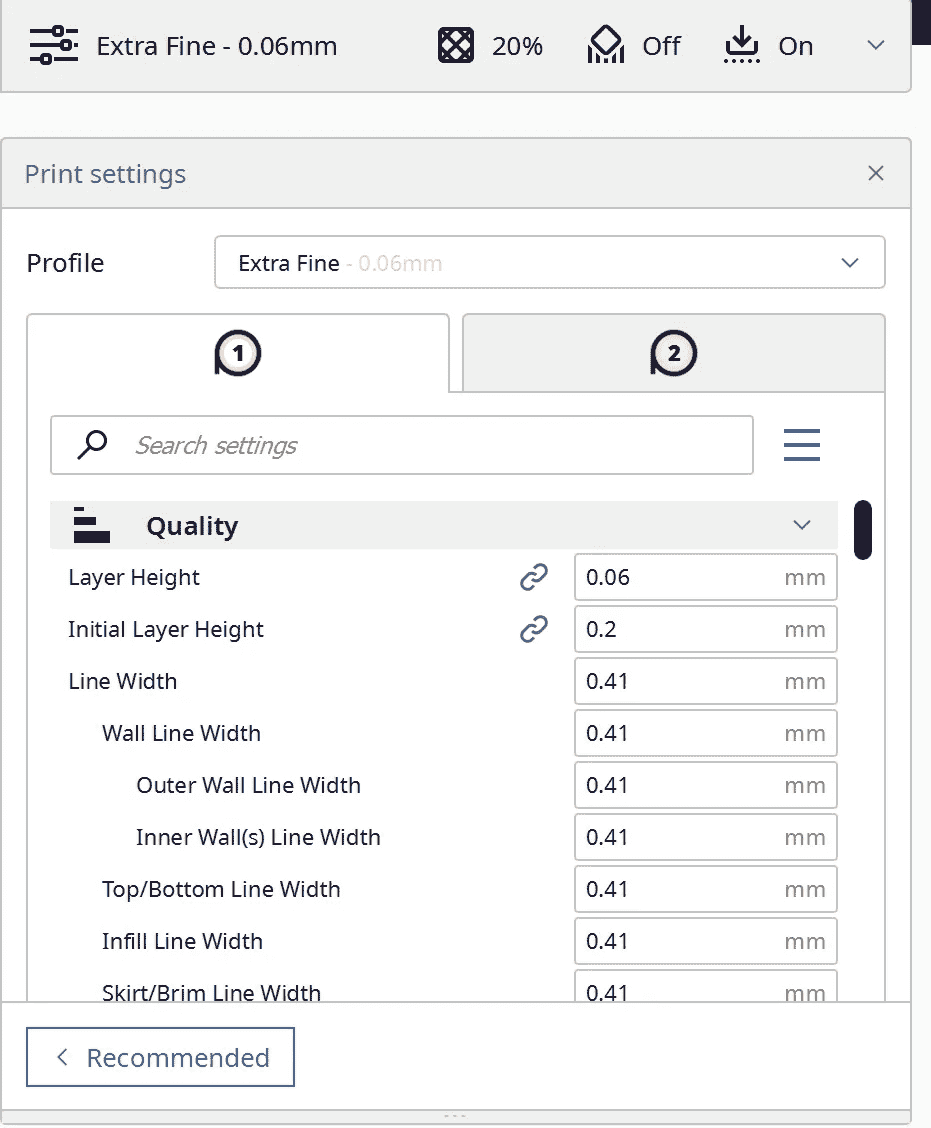 Extra Fine - 0.06mm 20% Off On
Print settings
Profile Extra Fine - 0.06mm
1 2
Search settings
Quality
Layer Height 0.06 mm
Initial Layer Height 0.2 mm
Line Width 0.41 mm
Wall Line Width 0.41 mm
Outer Wall Line Width 0.41 mm
Inner Wall(s) Line Width 0.41 mm
Top/Bottom Line Width 0.41 mm
Infill Line Width 0.41 mm
Skirt/Brim Line Width 0.41 mm
Recommended